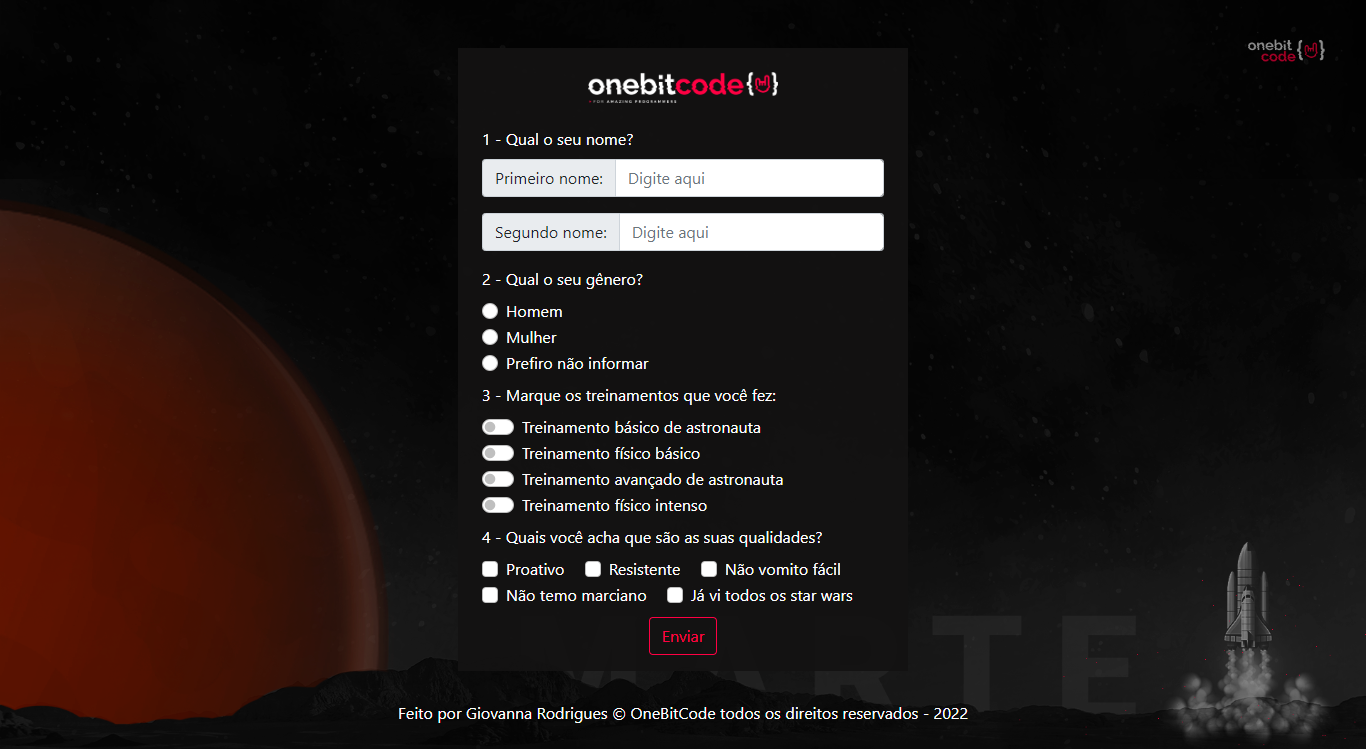 onebit
code
onebitcode
FOR AMAZING PROGRAMMERS
1 - Qual o seu nome?
Primeiro nome: Digite aqui
Segundo nome: Digite aqui
2 - Qual o seu gênero?
Homem
Mulher
Prefiro não informar
3 - Marque os treinamentos que você fez:
Treinamento básico de astronauta
Treinamento físico básico
Treinamento avançado de astronauta
Treinamento físico intenso
4 - Quais você acha que são as suas qualidades?
Proativo Resistente Não vomito fácil
Não temo marciano Já vi todos os star wars
Enviar
MARTE
Feito por Giovanna Rodrigues © OneBitCode todos os direitos reservados - 2022